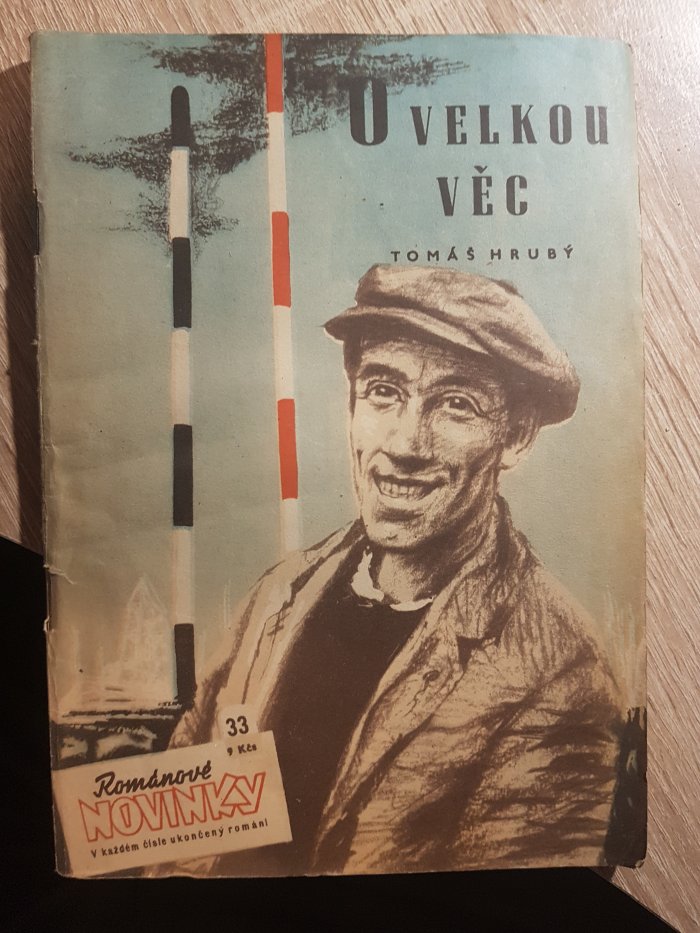 O VELKOU
VĚC
TOMÁŠ HRUBÝ
33
9 Kčs
Románové
NOVINKY
V každém čísle ukončený román!